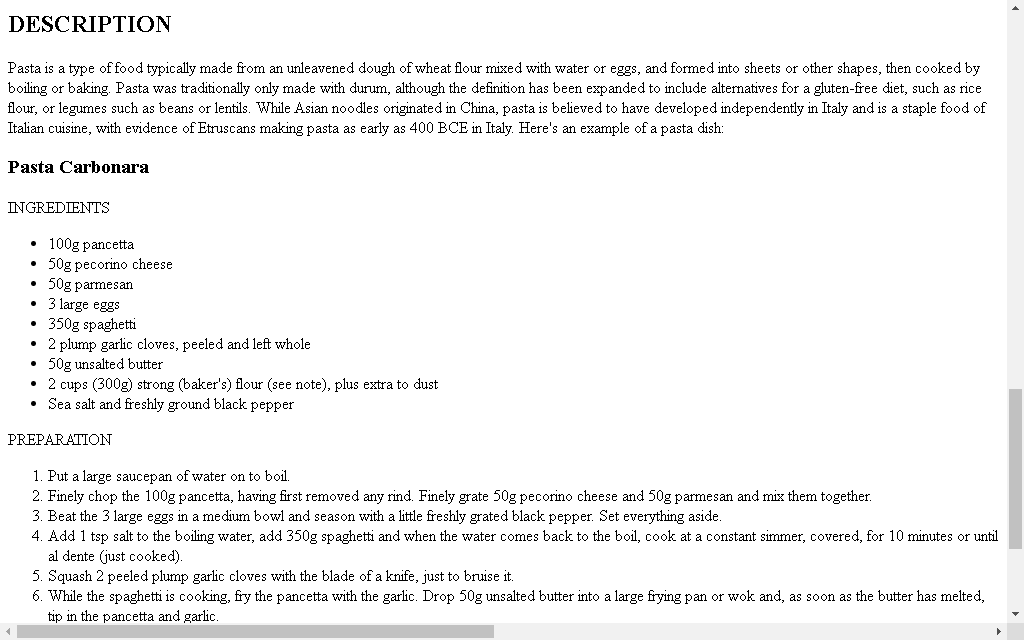 DESCRIPTION
Pasta is a type of food typically made from an unleavened dough of wheat flour mixed with water or eggs, and formed into sheets or other shapes, then cooked by
boiling or baking. Pasta was traditionally only made with durum, although the definition has been expanded to include alternatives for a gluten-free diet, such as rice
flour, or legumes such as beans or lentils. While Asian noodles originated in China, pasta is believed to have developed independently in Italy and is a staple food of
Italian cuisine, with evidence of Etruscans making pasta as early as 400 BCE in Italy. Here's an example of a pasta dish:
Pasta Carbonara
INGREDIENTS
• 100g pancetta
• 50g pecorino cheese
• 50g parmesan
• 3 large eggs
• 350g spaghetti
• 2 plump garlic cloves, peeled and left whole
• 50g unsalted butter
• 2 cups (300g) strong (baker's) flour (see note), plus extra to dust
• Sea salt and freshly ground black pepper
PREPARATION
1. Put a large saucepan of water on to boil.
2. Finely chop the 100g pancetta, having first removed any rind. Finely grate 50g pecorino cheese and 50g parmesan and mix them together.
3. Beat the 3 large eggs in a medium bowl and season with a little freshly grated black pepper. Set everything aside.
4. Add 1 tsp salt to the boiling water, add 350g spaghetti and when the water comes back to the boil, cook at a constant simmer, covered, for 10 minutes or until
al dente (just cooked).
5. Squash 2 peeled plump garlic cloves with the blade of a knife, just to bruise it.
6. While the spaghetti is cooking, fry the pancetta with the garlic. Drop 50g unsalted butter into a large frying pan or wok and, as soon as the butter has melted,
tip in the pancetta and garlic.